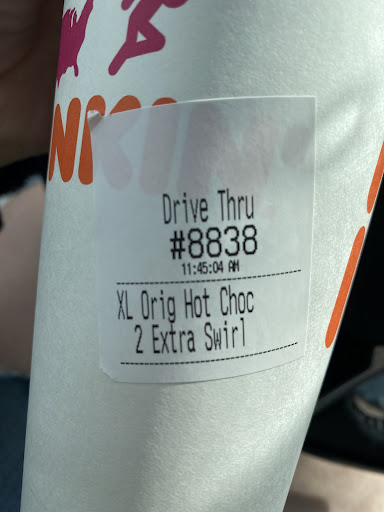 Drive Thru
#8838
11:45:04 AM
XL Orig Hot Choc
2 Extra Swirl